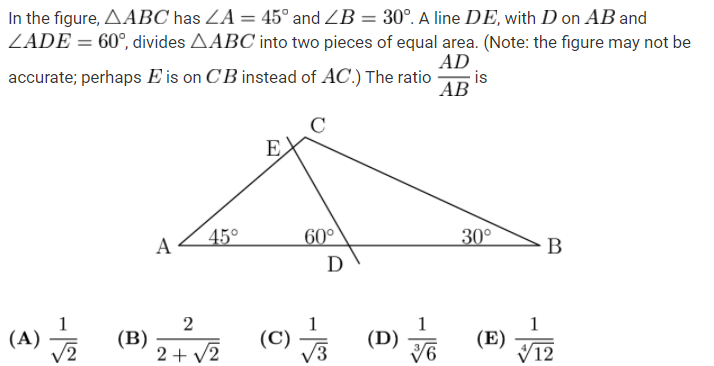 In the figure, △ABC has ∠A = 45° and ∠B = 30°. A line DE, with D on AB and
∠ADE = 60°, divides △ABC into two pieces of equal area. (Note: the figure may not be
accurate; perhaps E is on CB instead of AC.) The ratio AD/AB is
C
E
A 45° 60° 30° B
D
(A) 1/√2 (B) 2/(2 + √2) (C) 1/√3 (D) 1/∛6 (E) 1/∜12